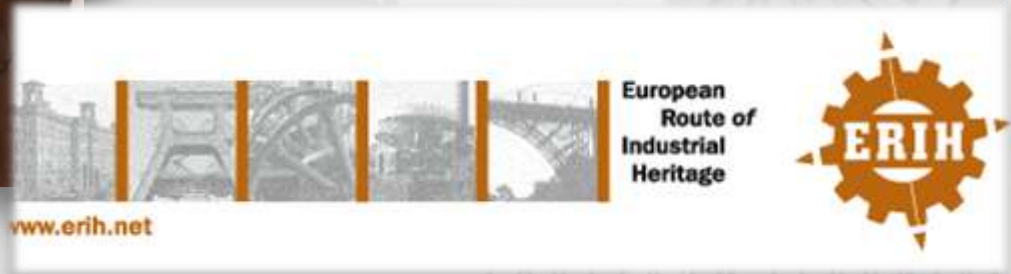 European
Route of
Industrial
Heritage
ERIH
www.erih.net